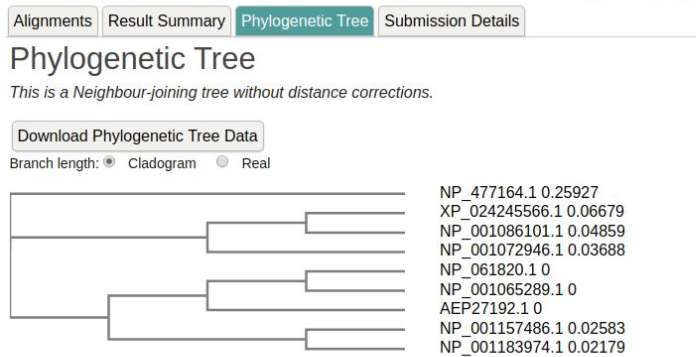 Alignments Result Summary Phylogenetic Tree Submission Details
Phylogenetic Tree
This is a Neighbour-joining tree without distance corrections.
Download Phylogenetic Tree Data
Branch length: Cladogram Real
NP_477164.1 0.25927
XP_024245566.1 0.06679
NP_001086101.1 0.04859
NP_001072946.1 0.03688
NP_061820.1 0
NP_001065289.1 0
AEP27192.1 0
NP_001157486.1 0.02583
NP_001183974.1 0.02179